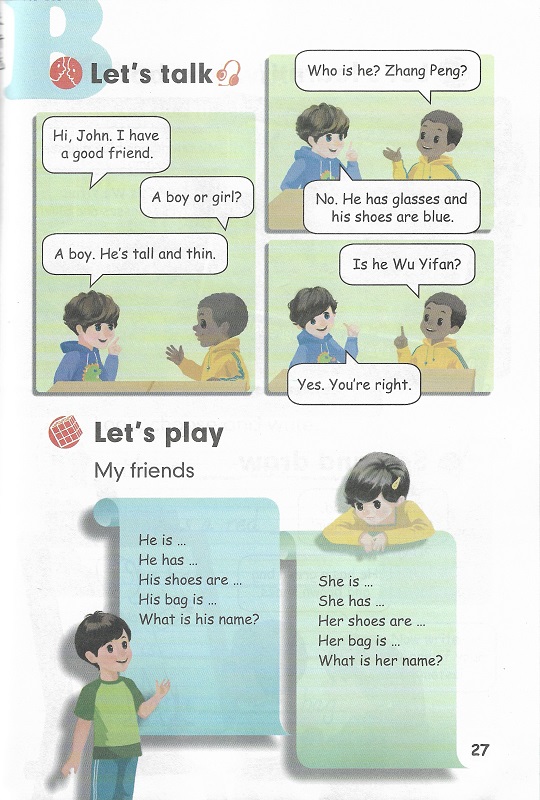 B
Let's talk
Hi, John. I have
a good friend.
A boy or girl?
A boy. He's tall and thin.
Who is he? Zhang Peng?
No. He has glasses and
his shoes are blue.
Is he Wu Yifan?
Yes. You're right.
Let's play
My friends
He is ...
He has ...
His shoes are ...
His bag is ...
What is his name?
She is ...
She has ...
Her shoes are ...
Her bag is ...
What is her name?
27